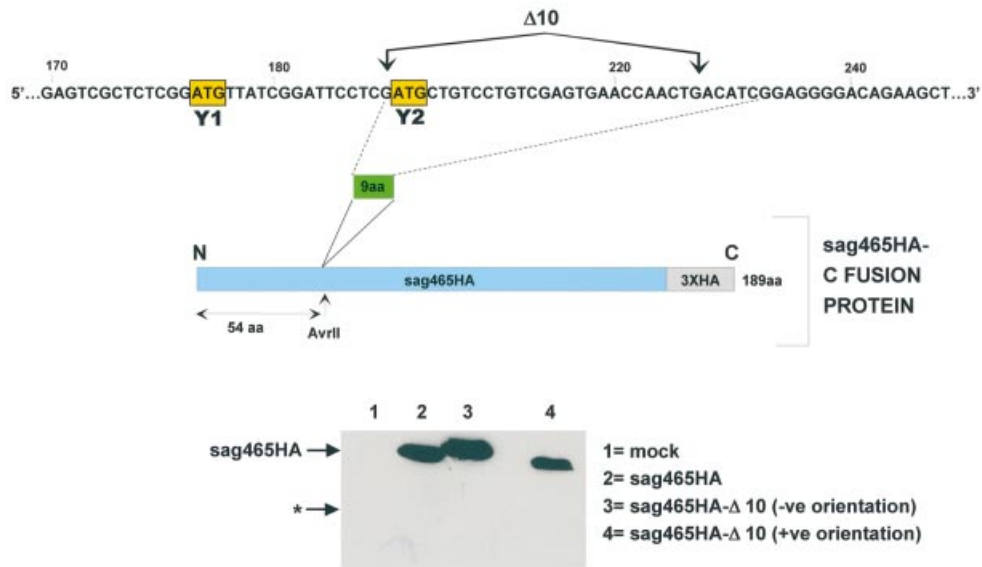 Δ10
170 180 220 240
5'...GAGTCGCTCTCGGATGTTATCGGATTCCTCGATGCTGTCCTGTCGAGTGAACCAACTGACATCGGAGGGGACAGAAGCT...3'
Y1 Y2
9aa
N C
sag465HA 3XHA 189aa
54 aa
AvrII
sag465HA-
C FUSION
PROTEIN
1 2 3 4
sag465HA
*
1= mock
2= sag465HA
3= sag465HA-Δ 10 (-ve orientation)
4= sag465HA-Δ 10 (+ve orientation)